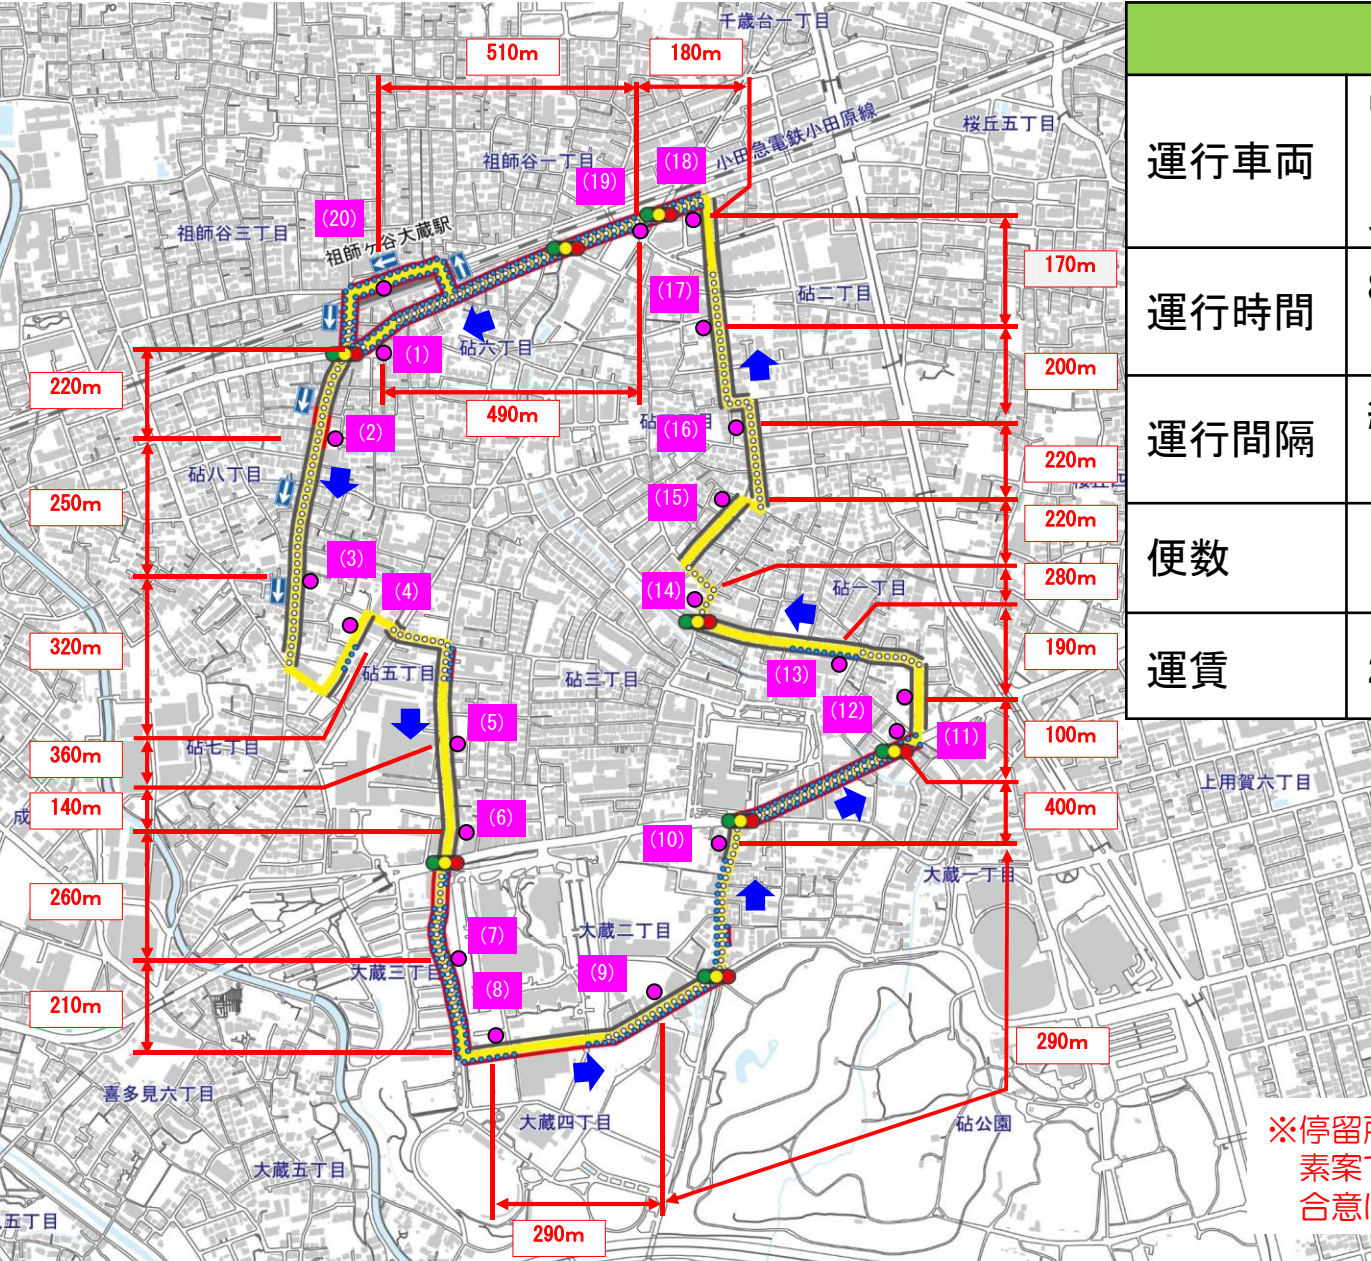 千歳台一丁目
510m
180m
小田急電鉄小田原線
桜丘五丁目
祖師谷一丁目
(18)
(19)
(20)
祖師谷三丁目
祖師ヶ谷大蔵駅
170m
(17)
砧二丁目
砧六丁目
(1)
220m
200m
490m
(2)
(16)
砧八丁目
220m
(15)
250m
220m
(3)
(4)
(14)
砧一丁目
280m
320m
190m
砧五丁目
砧三丁目
(13)
(12)
(5)
(11)
100m
砧七丁目
360m
上用賀六丁目
140m
(6)
400m
(10)
大蔵一丁目
260m
(7)
大蔵二丁目
大蔵三丁目
(9)
(8)
210m
290m
喜多見六丁目
大蔵四丁目
砧公園
大蔵五丁目
五丁目
290m
運行車両
運行時間
運行間隔
便数
運賃
※停留
素案
合意